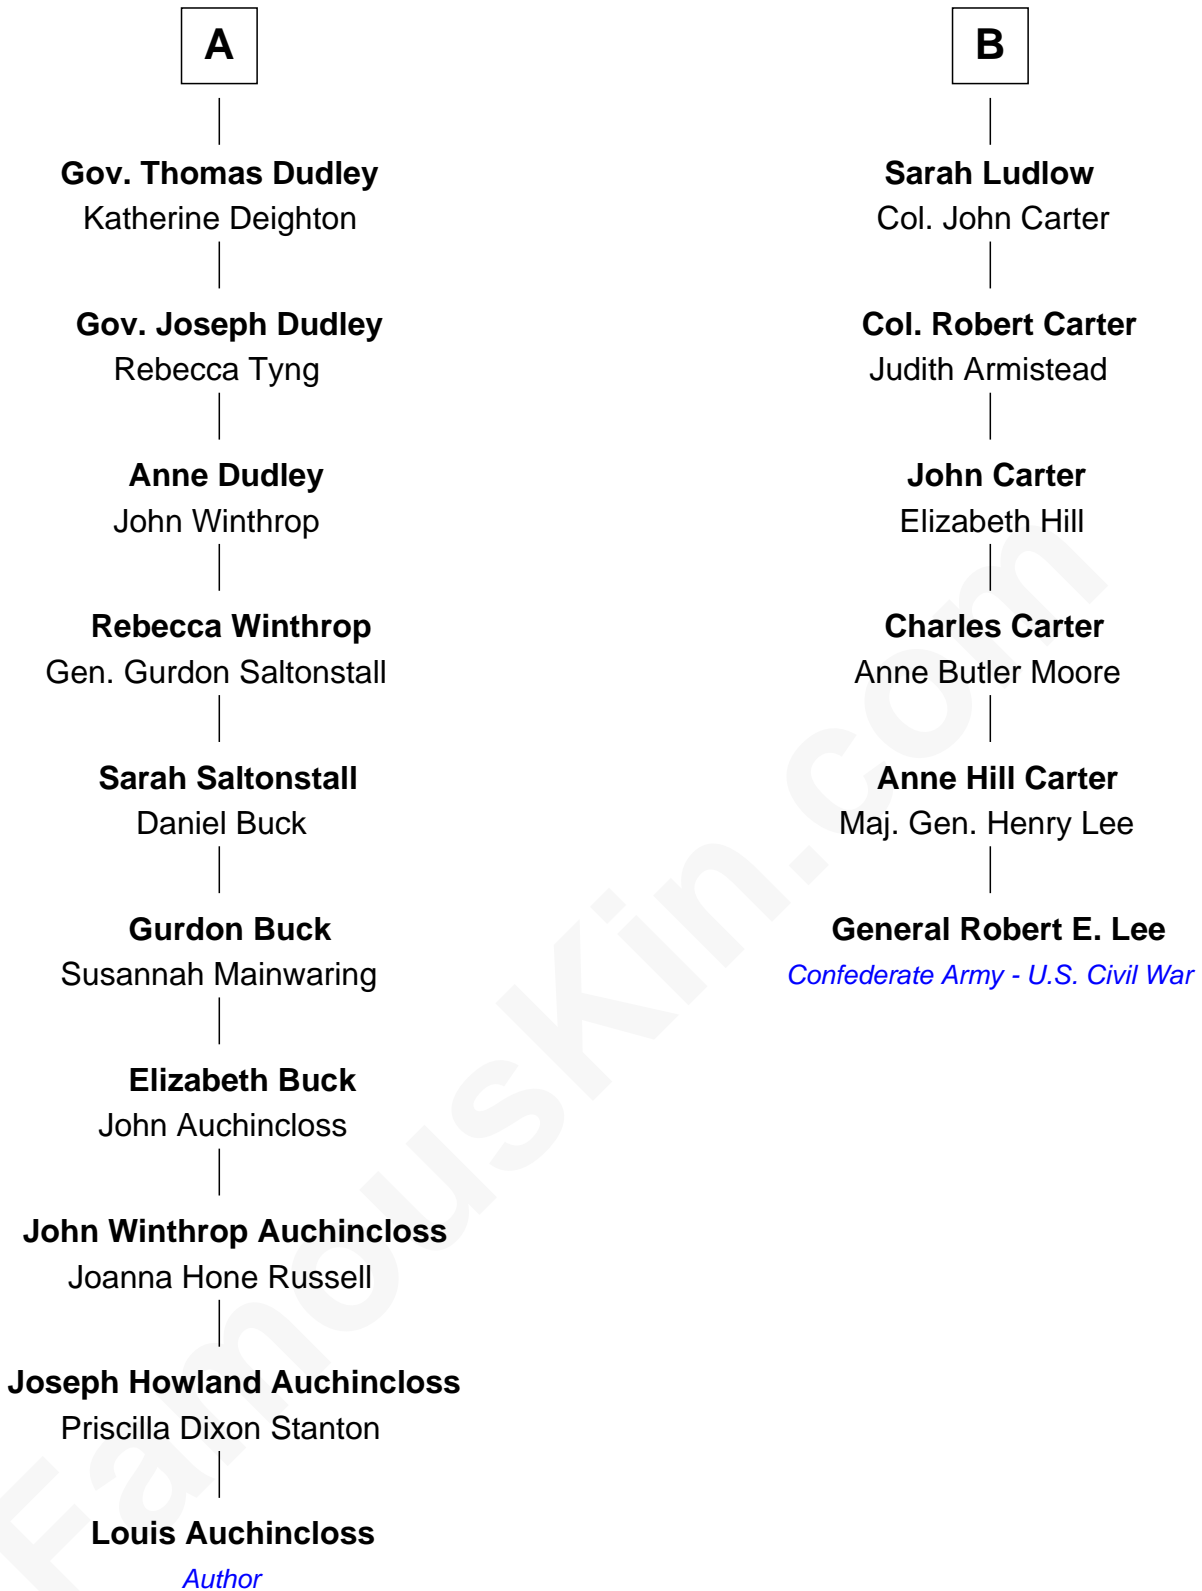 A
Gov. Thomas Dudley
Katherine Deighton
Gov. Joseph Dudley
Rebecca Tyng
Anne Dudley
John Winthrop
Rebecca Winthrop
Gen. Gurdon Saltonstall
Sarah Saltonstall
Daniel Buck
Gurdon Buck
Susannah Mainwaring
Elizabeth Buck
John Auchincloss
John Winthrop Auchincloss
Joanna Hone Russell
Joseph Howland Auchincloss
Priscilla Dixon Stanton
Louis Auchincloss
Author
B
Sarah Ludlow
Col. John Carter
Col. Robert Carter
Judith Armistead
John Carter
Elizabeth Hill
Charles Carter
Anne Butler Moore
Anne Hill Carter
Maj. Gen. Henry Lee
General Robert E. Lee
Confederate Army - U.S. Civil War
FamousKin.com